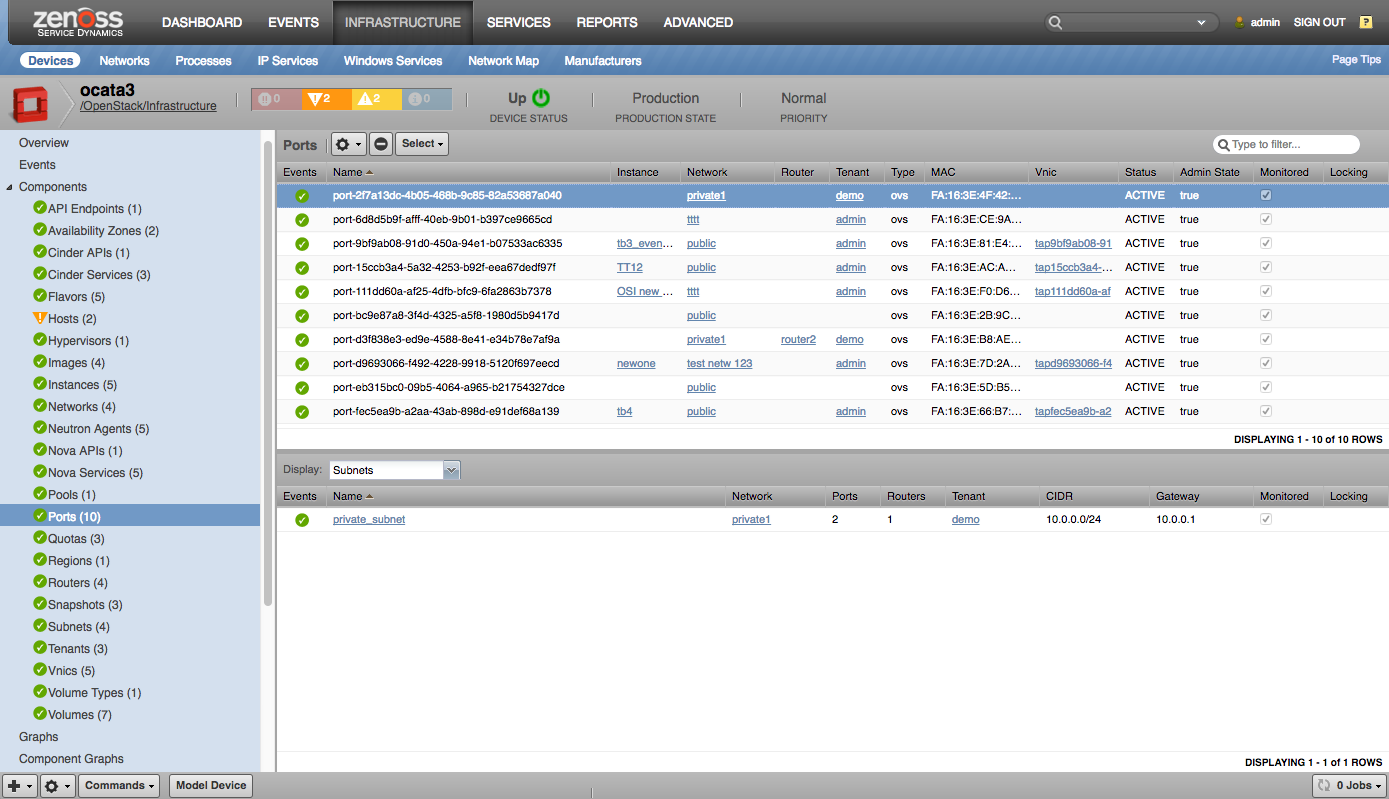 zenoss
SERVICE DYNAMICS
DASHBOARD EVENTS INFRASTRUCTURE SERVICES REPORTS ADVANCED
admin SIGN OUT ?
Devices Networks Processes IP Services Windows Services Network Map Manufacturers Page Tips
ocata3
/OpenStack/Infrastructure
0 2 2 0
Up Production Normal
DEVICE STATUS PRODUCTION STATE PRIORITY
Overview
Events
Components
API Endpoints (1)
Availability Zones (2)
Cinder APIs (1)
Cinder Services (3)
Flavors (5)
Hosts (2)
Hypervisors (1)
Images (4)
Instances (5)
Networks (4)
Neutron Agents (5)
Nova APIs (1)
Nova Services (5)
Pools (1)
Ports (10)
Quotas (3)
Regions (1)
Routers (4)
Snapshots (3)
Subnets (4)
Tenants (3)
Vnics (5)
Volume Types (1)
Volumes (7)
Graphs
Component Graphs
Ports Select Type to filter...
Events Name Instance Network Router Tenant Type MAC Vnic Status Admin State Monitored Locking
port-2f7a13dc-4b05-468b-9c85-82a53687a040 private1 demo ovs FA:16:3E:4F:42:... ACTIVE true
port-6d8d5b9f-afff-40eb-9b01-b397ce9665cd tttt admin ovs FA:16:3E:CE:9A... ACTIVE true
port-9bf9ab08-91d0-450a-94e1-b07533ac6335 tb3_even... public admin ovs FA:16:3E:81:E4:... tap9bf9ab08-91 ACTIVE true
port-15ccb3a4-5a32-4253-b92f-eea67dedf97f TT12 public admin ovs FA:16:3E:AC:A... tap15ccb3a4-... ACTIVE true
port-111dd60a-af25-4dfb-bfc9-6fa2863b7378 OSI new ... tttt admin ovs FA:16:3E:F0:D6... tap111dd60a-af ACTIVE true
port-bc9e87a8-3f4d-4325-a5f8-1980d5b9417d public ovs FA:16:3E:2B:9C... ACTIVE true
port-d3f838e3-ed9e-4588-8e41-e34b78e7af9a private1 router2 demo ovs FA:16:3E:B8:AE... ACTIVE true
port-d9693066-f492-4228-9918-5120f697eecd newone test netw 123 admin ovs FA:16:3E:7D:2A... tapd9693066-f4 ACTIVE true
port-eb315bc0-09b5-4064-a965-b21754327dce public ovs FA:16:3E:5D:B5... ACTIVE true
port-fec5ea9b-a2aa-43ab-898d-e91def68a139 tb4 public admin ovs FA:16:3E:66:B7:... tapfec5ea9b-a2 ACTIVE true
DISPLAYING 1 - 10 of 10 ROWS
Display: Subnets
Events Name Network Ports Routers Tenant CIDR Gateway Monitored Locking
private_subnet private1 2 1 demo 10.0.0.0/24 10.0.0.1
DISPLAYING 1 - 1 of 1 ROWS
Commands Model Device 0 Jobs